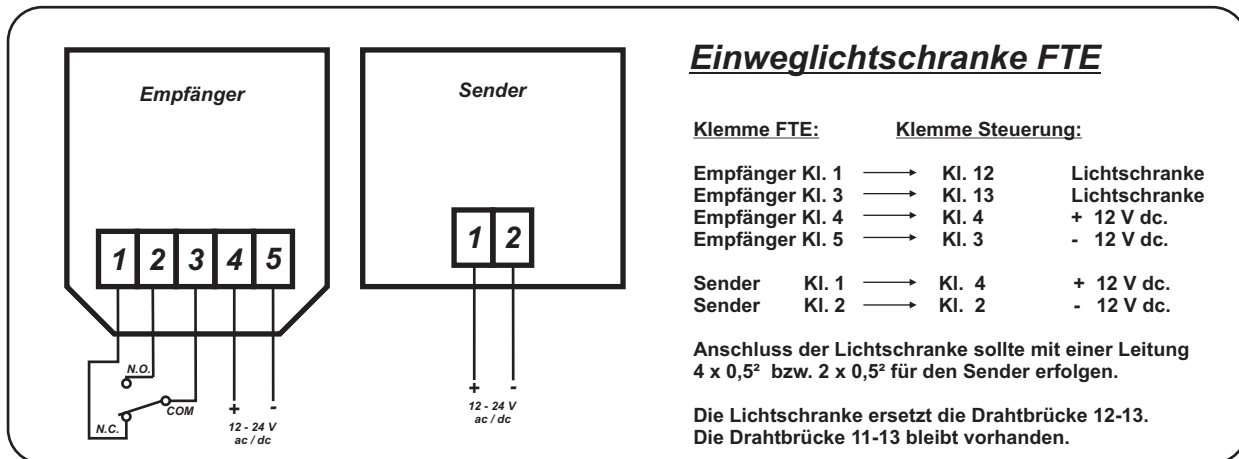 Empfänger
1 2 3 4 5
N.O.
COM
N.C.
+ -
12 - 24 V
ac / dc
Sender
1 2
+ -
12 - 24 V
ac / dc
Einweglichtschranke FTE
Klemme FTE: Klemme Steuerung:
Empfänger Kl. 1 → Kl. 12 Lichtschranke
Empfänger Kl. 3 → Kl. 13 Lichtschranke
Empfänger Kl. 4 → Kl. 4 + 12 V dc.
Empfänger Kl. 5 → Kl. 3 - 12 V dc.
Sender Kl. 1 → Kl. 4 + 12 V dc.
Sender Kl. 2 → Kl. 2 - 12 V dc.
Anschluss der Lichtschranke sollte mit einer Leitung
4 x 0,5² bzw. 2 x 0,5² für den Sender erfolgen.
Die Lichtschranke ersetzt die Drahtbrücke 12-13.
Die Drahtbrücke 11-13 bleibt vorhanden.